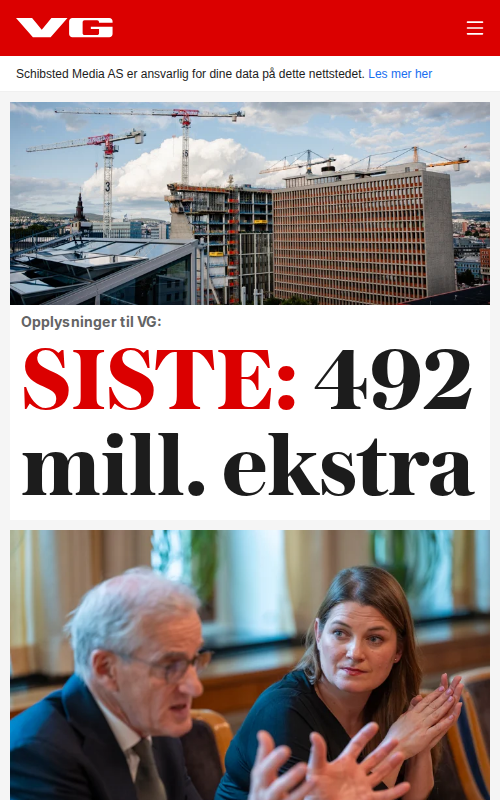 VG
Schibsted Media AS er ansvarlig for dine data på dette nettstedet. Les mer her
3
Opplysninger til VG:
SISTE: 492
mill. ekstra